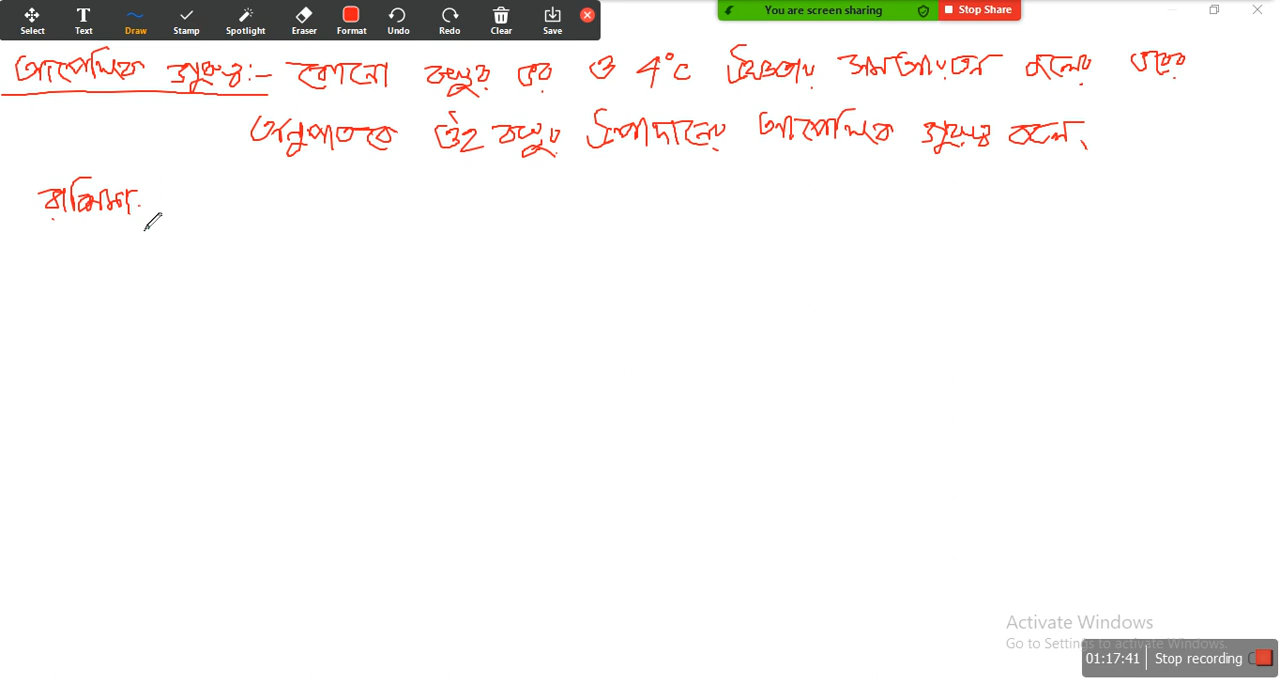 Select Text Draw Stamp Spotlight Eraser Format Undo Redo Clear Save
You are screen sharing Stop Share
আপেক্ষিক গুরুত্ব:- কোনো বস্তুর ভর ও 4°C উষ্ণতায় সমআয়তন জলের ভরের
অনুপাতকে ঐ বস্তুর উপাদানের আপেক্ষিক গুরুত্ব বলে।
Activate Windows
Go to Settings to activate Windows.
01:17:41 Stop recording